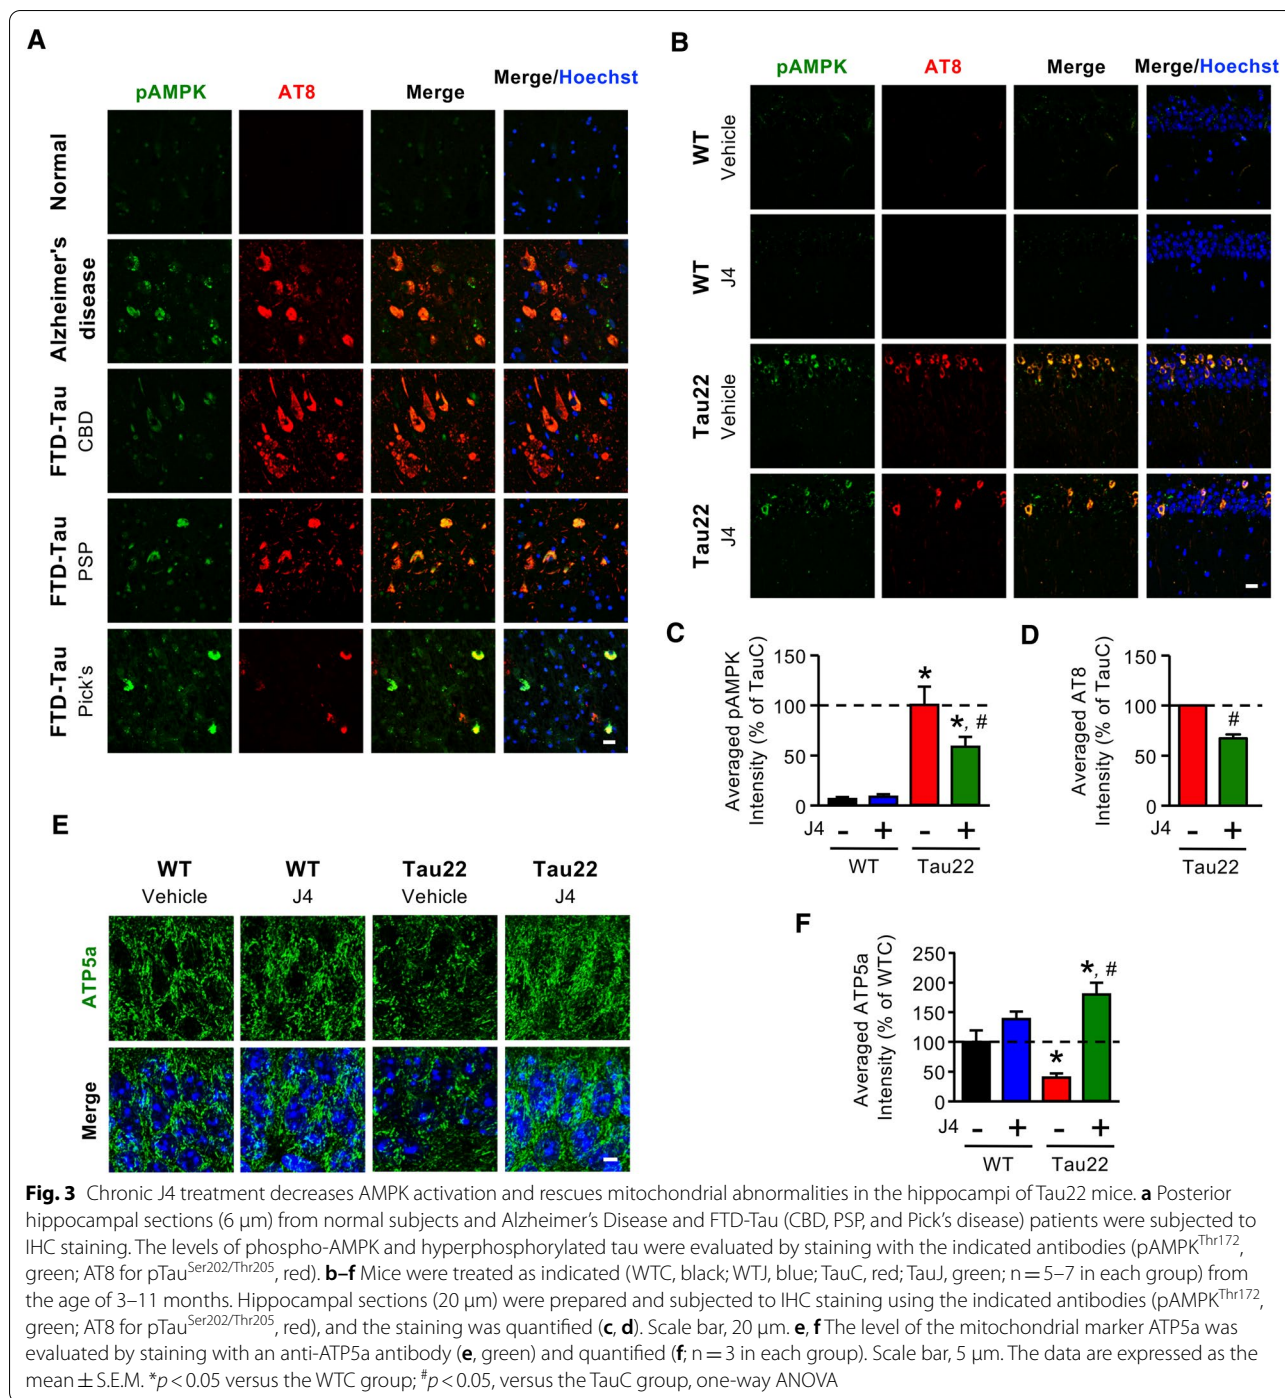 A
pAMPK AT8 Merge Merge/Hoechst
Normal
Alzheimer's
disease
FTD-Tau
CBD
FTD-Tau
PSP
FTD-Tau
Pick's
B
pAMPK AT8 Merge Merge/Hoechst
WT
Vehicle
WT
J4
Tau22
Vehicle
Tau22
J4
C
Averaged pAMPK
Intensity (% of TauC)
150
100
50
0
*
*, #
J4 - + - +
WT Tau22
D
Averaged AT8
Intensity (% of TauC)
150
100
50
0
#
J4 - +
Tau22
E
WT WT Tau22 Tau22
Vehicle J4 Vehicle J4
ATP5a
Merge
F
Averaged ATP5a
Intensity (% of WTC)
250
200
150
100
50
0
*
*, #
J4 - + - +
WT Tau22
Fig. 3 Chronic J4 treatment decreases AMPK activation and rescues mitochondrial abnormalities in the hippocampi of Tau22 mice. a Posterior
hippocampal sections (6 μm) from normal subjects and Alzheimer's Disease and FTD-Tau (CBD, PSP, and Pick's disease) patients were subjected to
IHC staining. The levels of phospho-AMPK and hyperphosphorylated tau were evaluated by staining with the indicated antibodies (pAMPK^Thr172,
green; AT8 for pTau^Ser202/Thr205, red). b–f Mice were treated as indicated (WTC, black; WTJ, blue; TauC, red; TauJ, green; n = 5–7 in each group) from
the age of 3–11 months. Hippocampal sections (20 μm) were prepared and subjected to IHC staining using the indicated antibodies (pAMPK^Thr172,
green; AT8 for pTau^Ser202/Thr205, red), and the staining was quantified (c, d). Scale bar, 20 μm. e, f The level of the mitochondrial marker ATP5a was
evaluated by staining with an anti-ATP5a antibody (e, green) and quantified (f; n = 3 in each group). Scale bar, 5 μm. The data are expressed as the
mean ± S.E.M. *p < 0.05 versus the WTC group; #p < 0.05, versus the TauC group, one-way ANOVA